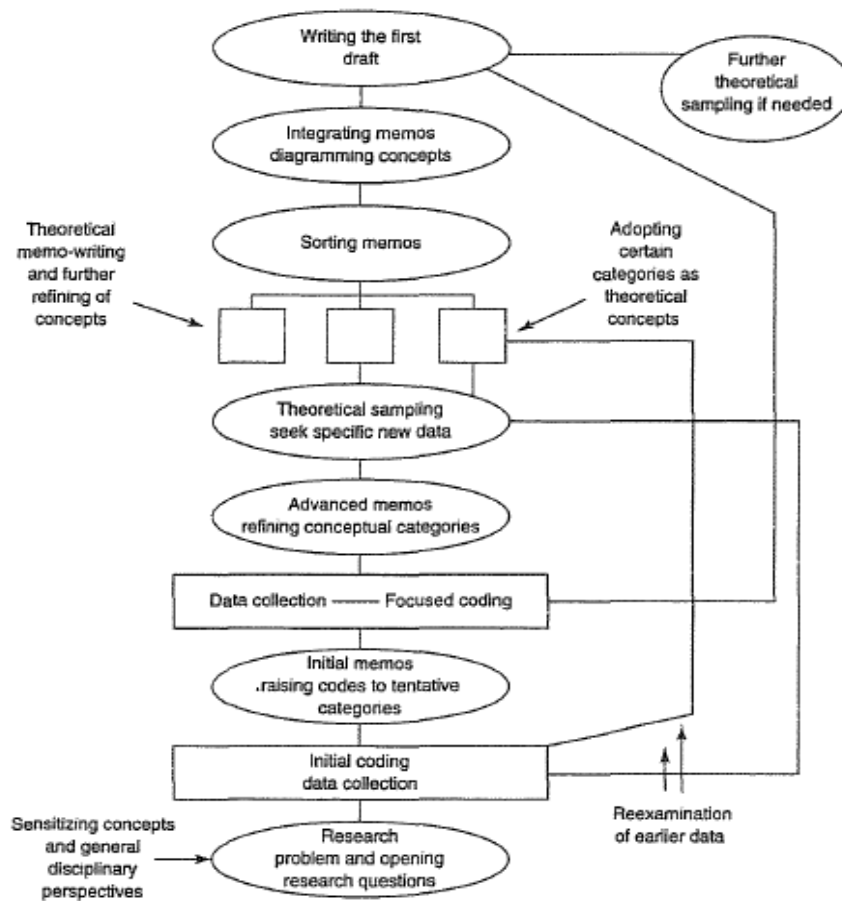 Writing the first
draft
Further
theoretical
sampling if needed
Integrating memos
diagramming concepts
Theoretical
memo-writing
and further
refining of
concepts
Sorting memos
Adopting
certain
categories as
theoretical
concepts
Theoretical sampling
seek specific new data
Advanced memos
refining conceptual categories
Data collection —— Focused coding
Initial memos
.raising codes to tentative
categories
Initial coding
data collection
Reexamination
of earlier data
Sensitizing concepts
and general
disciplinary
perspectives
Research
problem and opening
research questions